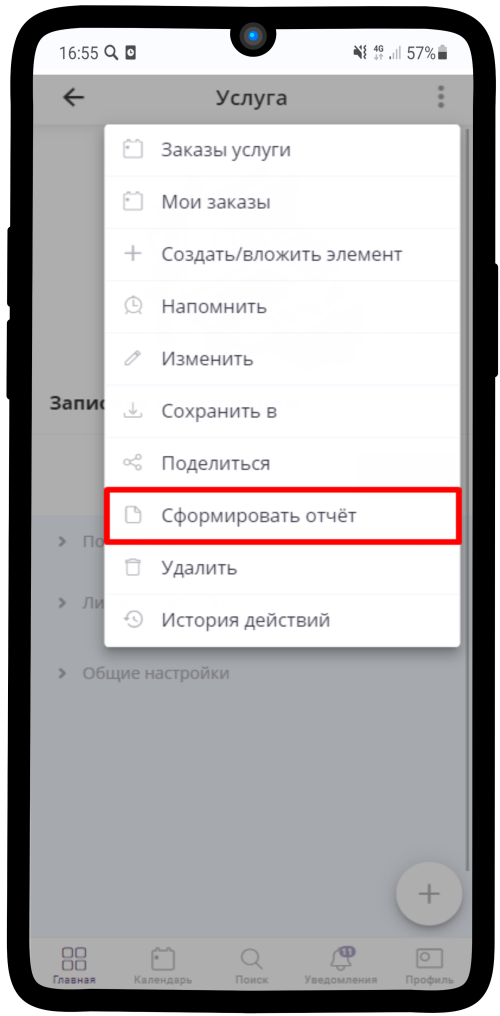 16:55 4G 57%
Услуга
Заказы услуги
Мои заказы
Создать/вложить элемент
Напомнить
Изменить
Запис
Сохранить в
Поделиться
Сформировать отчёт
По
Удалить
Ли
История действий
Общие настройки
11
Главная Календарь Поиск Уведомления Профиль